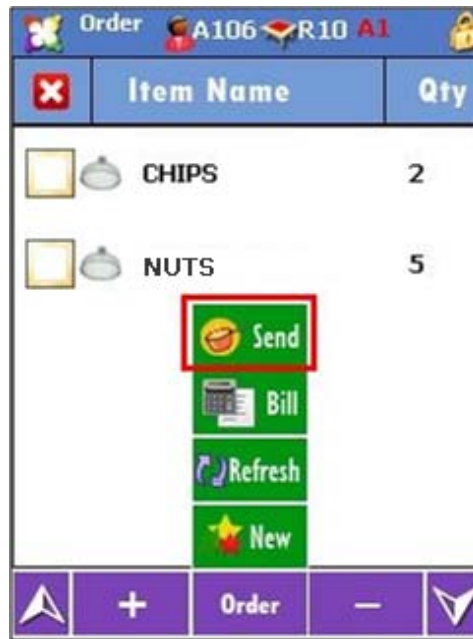 Order A106 R10 A1
Item Name Qty
CHIPS 2
NUTS 5
Send
Bill
Refresh
New
+ Order −